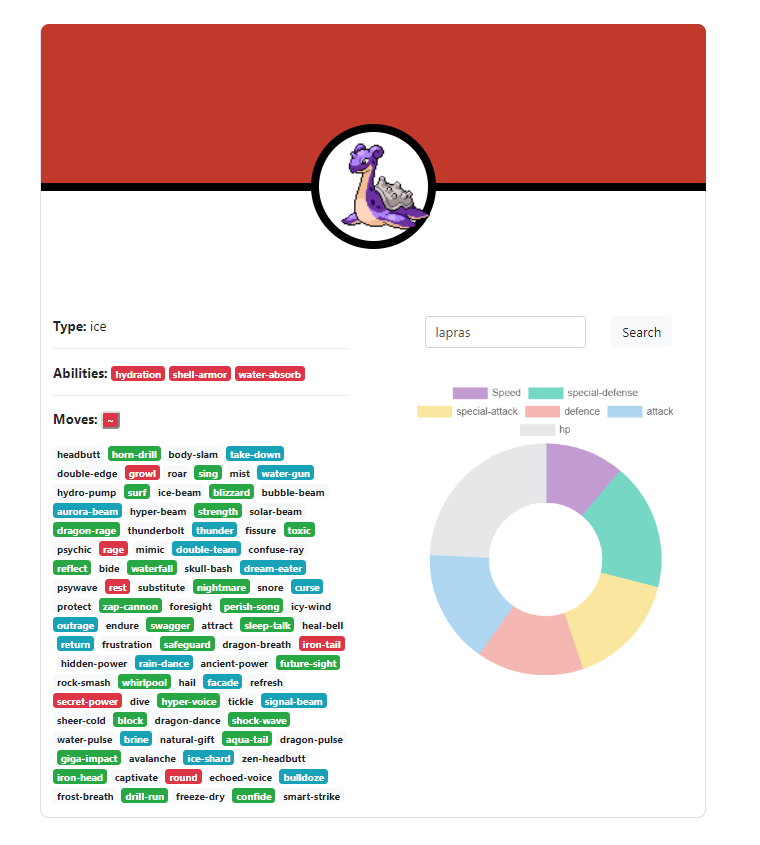 Type: ice
lapras
Search
Abilities: hydration shell-armor water-absorb
Moves: ~
headbutt horn-drill body-slam take-down
double-edge growl roar sing mist water-gun
hydro-pump surf ice-beam blizzard bubble-beam
aurora-beam hyper-beam strength solar-beam
dragon-rage thunderbolt thunder fissure toxic
psychic rage mimic double-team confuse-ray
reflect bide waterfall skull-bash dream-eater
psywave rest substitute nightmare snore curse
protect zap-cannon foresight perish-song icy-wind
outrage endure swagger attract sleep-talk heal-bell
return frustration safeguard dragon-breath iron-tail
hidden-power rain-dance ancient-power future-sight
rock-smash whirlpool hail facade refresh
secret-power dive hyper-voice tickle signal-beam
sheer-cold block dragon-dance shock-wave
water-pulse brine natural-gift aqua-tail dragon-pulse
giga-impact avalanche ice-shard zen-headbutt
iron-head captivate round echoed-voice bulldoze
frost-breath drill-run freeze-dry confide smart-strike
Speed special-defense
special-attack defence attack
hp